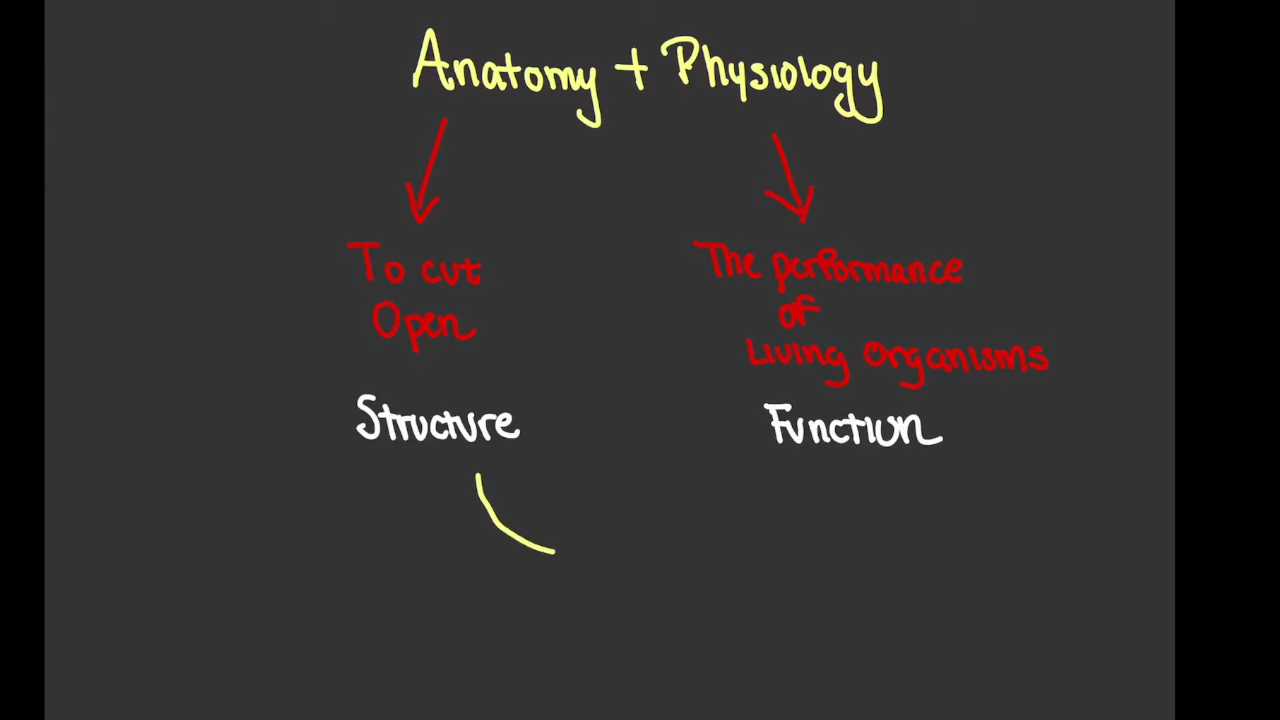 Anatomy + Physiology
To cut
Open
The performance
of
Living Organisms
Structure
Function